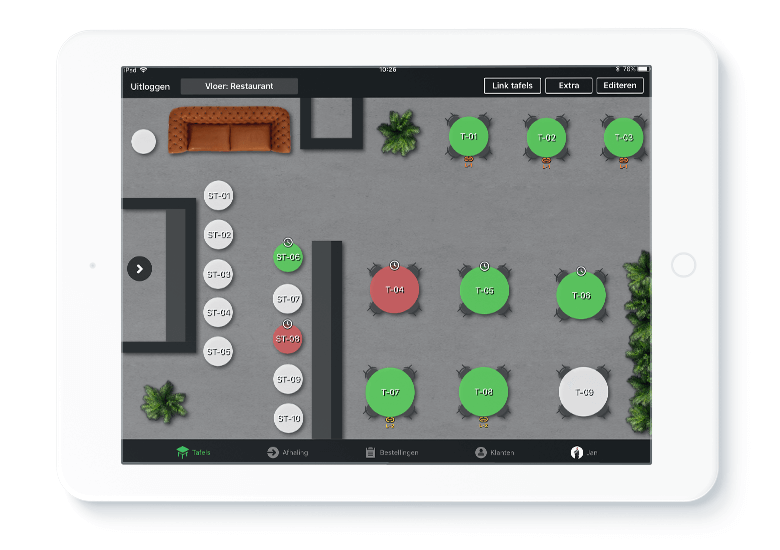 iPad
10:26
76%
Uitloggen
Vloer: Restaurant
Link tafels
Extra
Editeren
T-01
T-02
T-03
ST-01
ST-02
ST-03
ST-04
ST-05
ST-06
ST-07
ST-08
ST-09
ST-10
T-04
T-05
T-06
T-07
T-08
T-09
Tafels
Afhaling
Bestellingen
Klanten
Jan